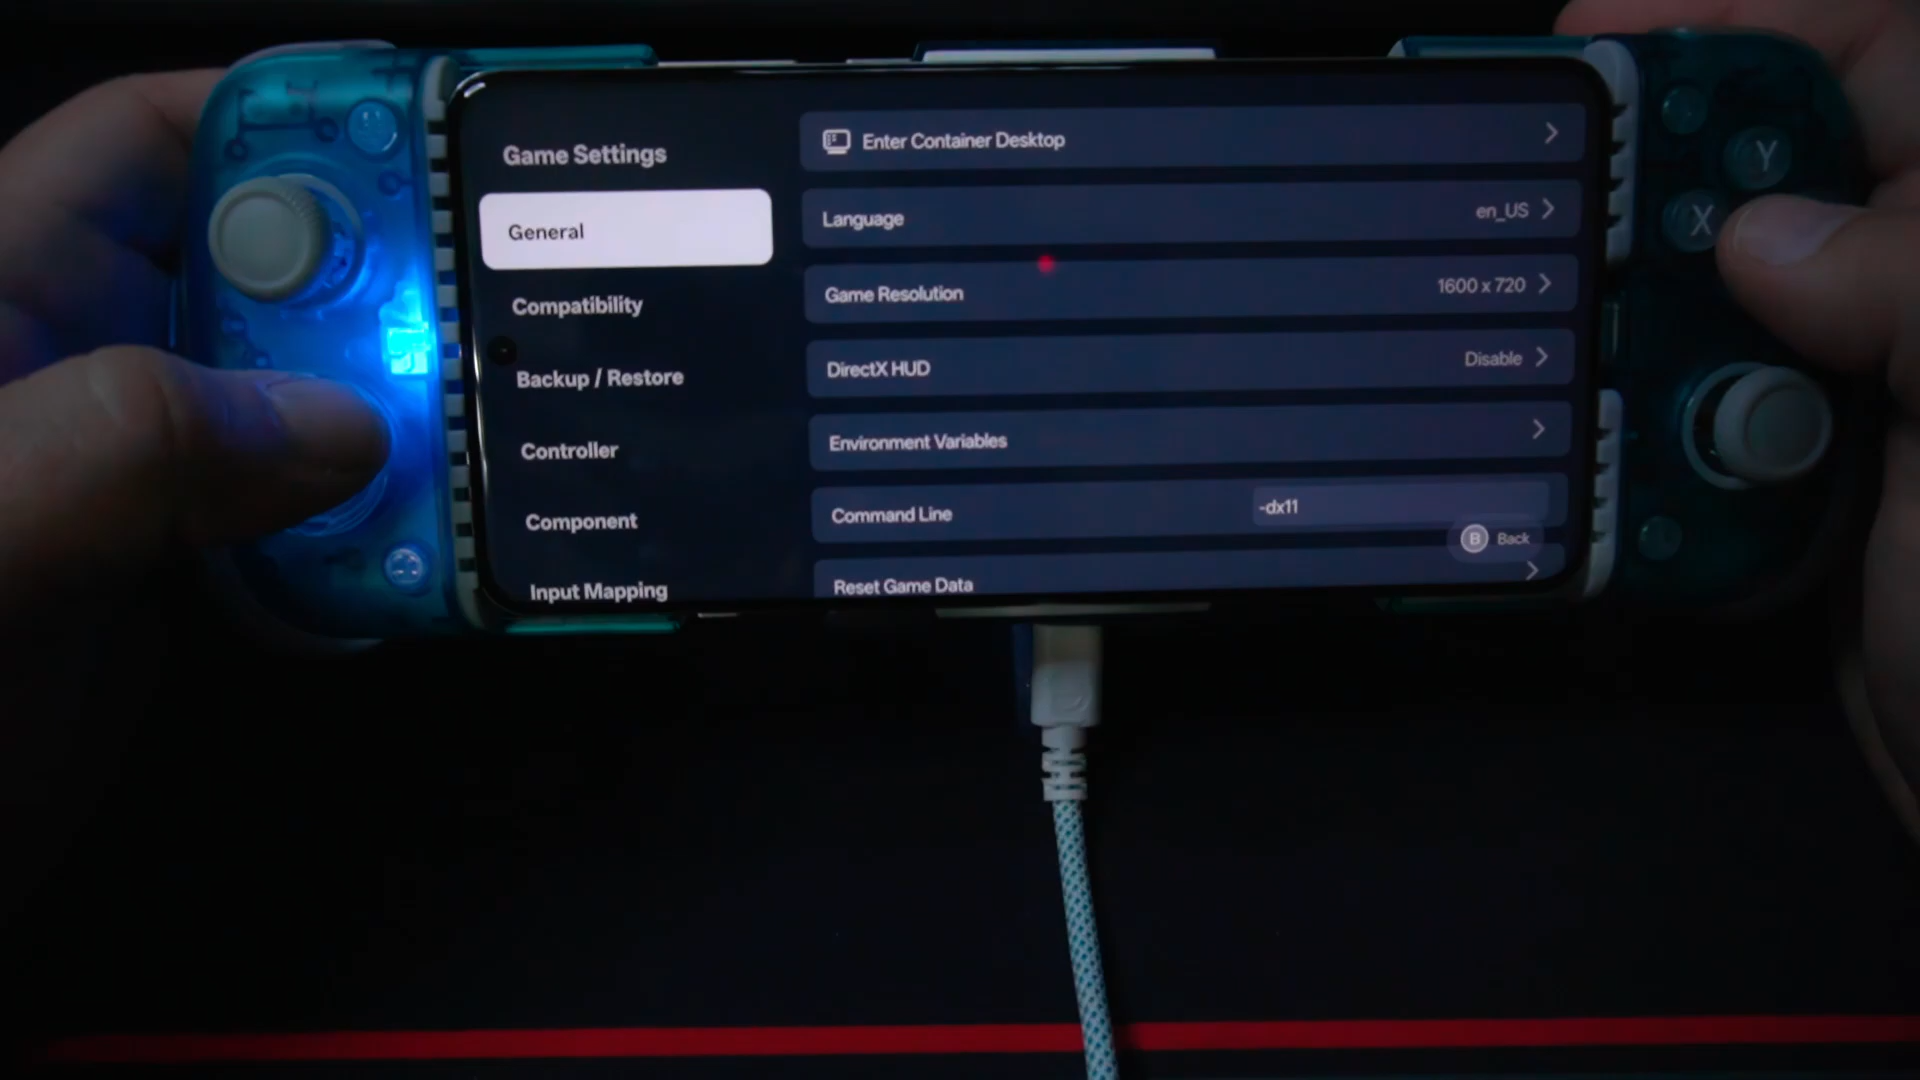 Game Settings
General
Compatibility
Backup / Restore
Controller
Component
Input Mapping
Enter Container Desktop
Language en_US
Game Resolution 1600 x 720
DirectX HUD Disable
Environment Variables
Command Line -dx11
B Back
Reset Game Data
Y
X